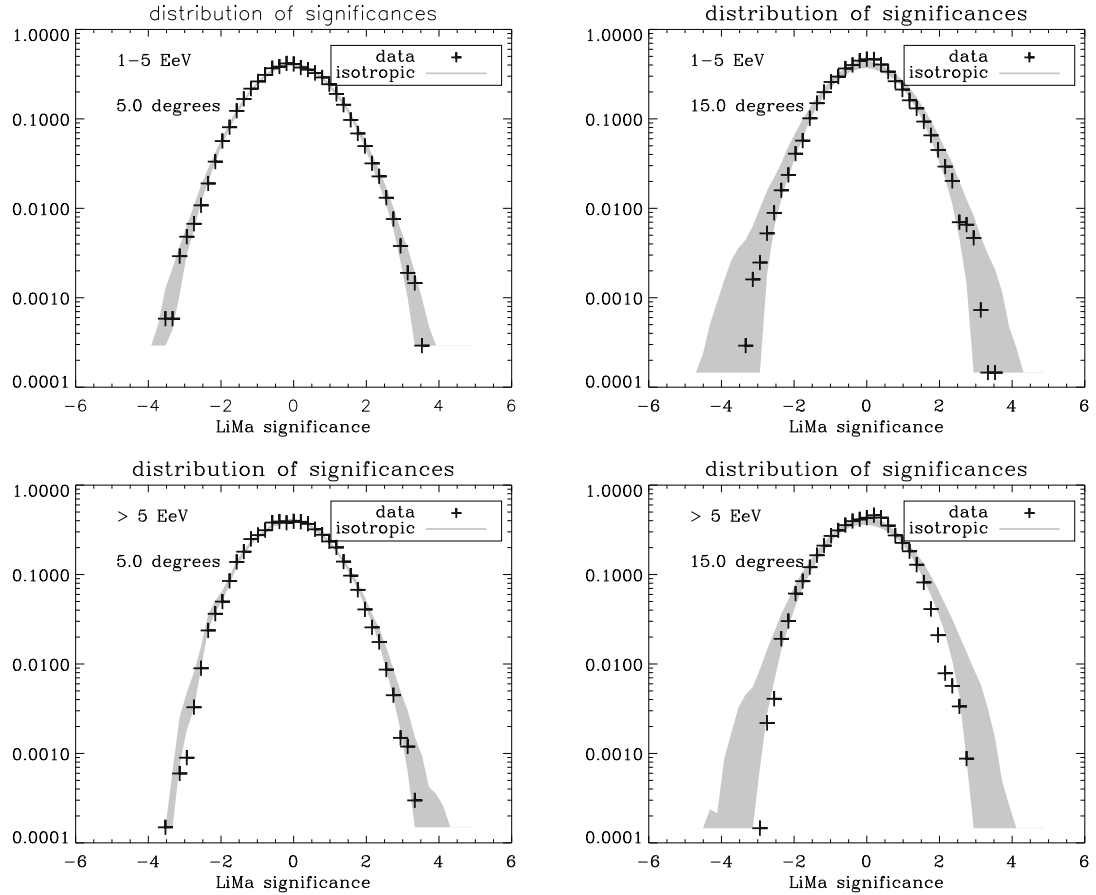 distribution of significances
1.0000
0.1000
0.0100
0.0010
0.0001
1-5 EeV
5.0 degrees
data
isotropic
-6 -4 -2 0 2 4 6
LiMa significance
distribution of significances
1.0000
0.1000
0.0100
0.0010
0.0001
1-5 EeV
15.0 degrees
data
isotropic
-6 -4 -2 0 2 4 6
LiMa significance
distribution of significances
1.0000
0.1000
0.0100
0.0010
0.0001
> 5 EeV
5.0 degrees
data
isotropic
-6 -4 -2 0 2 4 6
LiMa significance
distribution of significances
1.0000
0.1000
0.0100
0.0010
0.0001
> 5 EeV
15.0 degrees
data
isotropic
-6 -4 -2 0 2 4 6
LiMa significance